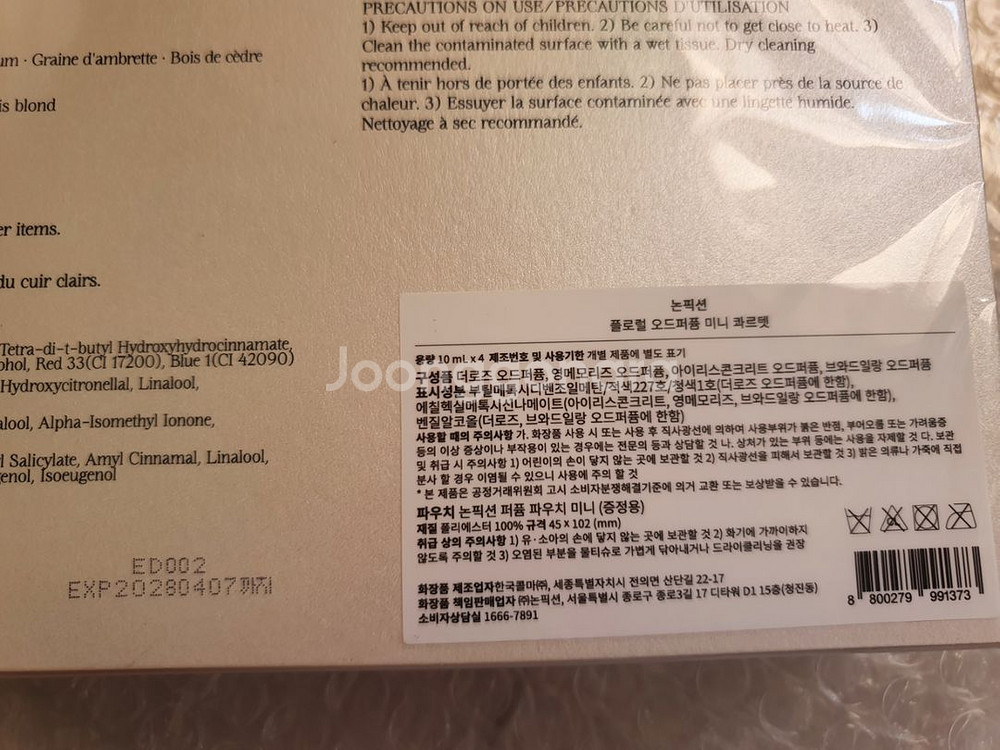 um · Graine d'ambrette · Bois de cèdre
is blond
er items.
du cuir clairs.
Tetra-di-t-butyl Hydroxyhydrocinnamate,
ohol, Red 33(CI 17200), Blue 1(CI 42090)
Hydroxycitronellal, Linalool,
alool, Alpha-Isomethyl Ionone,
yl Salicylate, Amyl Cinnamal, Linalool,
genol, Isoeugenol
ED002
EXP20280407까지
PRECAUTIONS ON USE/PRECAUTIONS D'UTILISATION
1) Keep out of reach of children. 2) Be careful not to get close to heat. 3)
Clean the contaminated surface with a wet tissue. Dry cleaning
recommended.
1) À tenir hors de portée des enfants. 2) Ne pas placer près de la source de
chaleur. 3) Essuyer la surface contaminée avec une lingette humide.
Nettoyage à sec recommandé.
논픽션
플로럴 오드퍼퓸 미니 콰르텟
용량 10 mL x 4 제조번호 및 사용기한 개별 제품에 별도 표기
구성품 더로즈 오드퍼퓸, 영메모리즈 오드퍼퓸, 아이리스콘크리트 오드퍼퓸, 브와드일랑 오드퍼퓸
표시성분 부틸메톡시디벤조일메탄/적색227호/청색1호(더로즈 오드퍼퓸에 한함),
에칠헥실메톡시신나메이트(아이리스콘크리트, 영메모리즈, 브와드일랑 오드퍼퓸에 한함),
벤질알코올(더로즈, 브와드일랑 오드퍼퓸에 한함)
사용할 때의 주의사항 가. 화장품 사용 시 또는 사용 후 직사광선에 의하여 사용부위가 붉은 반점, 부어오름 또는 가려움증
등의 이상 증상이나 부작용이 있는 경우에는 전문의 등과 상담할 것 나. 상처가 있는 부위 등에는 사용을 자제할 것 다. 보관
및 취급 시 주의사항 1) 어린이의 손이 닿지 않는 곳에 보관할 것 2) 직사광선을 피해서 보관할 것 3) 밝은 의류나 가죽에 직접
분사 할 경우 이염될 수 있으니 사용에 주의 할 것
* 본 제품은 공정거래위원회 고시 소비자분쟁해결기준에 의거 교환 또는 보상받을 수 있습니다.
파우치 논픽션 퍼퓸 파우치 미니 (증정용)
재질 폴리에스터 100% 규격 45 x 102 (mm)
취급 상의 주의사항 1) 유·소아의 손에 닿지 않는 곳에 보관할 것 2) 화기에 가까이하지
않도록 주의할 것 3) 오염된 부분을 물티슈로 가볍게 닦아내거나 드라이클리닝을 권장
화장품 제조업자한국콜마㈜, 세종특별자치시 전의면 산단길 22-17
화장품 책임판매업자 ㈜논픽션, 서울특별시 종로구 종로3길 17 디타워 D1 15층(청진동)
소비자상담실 1666-7891
8 800279 991373